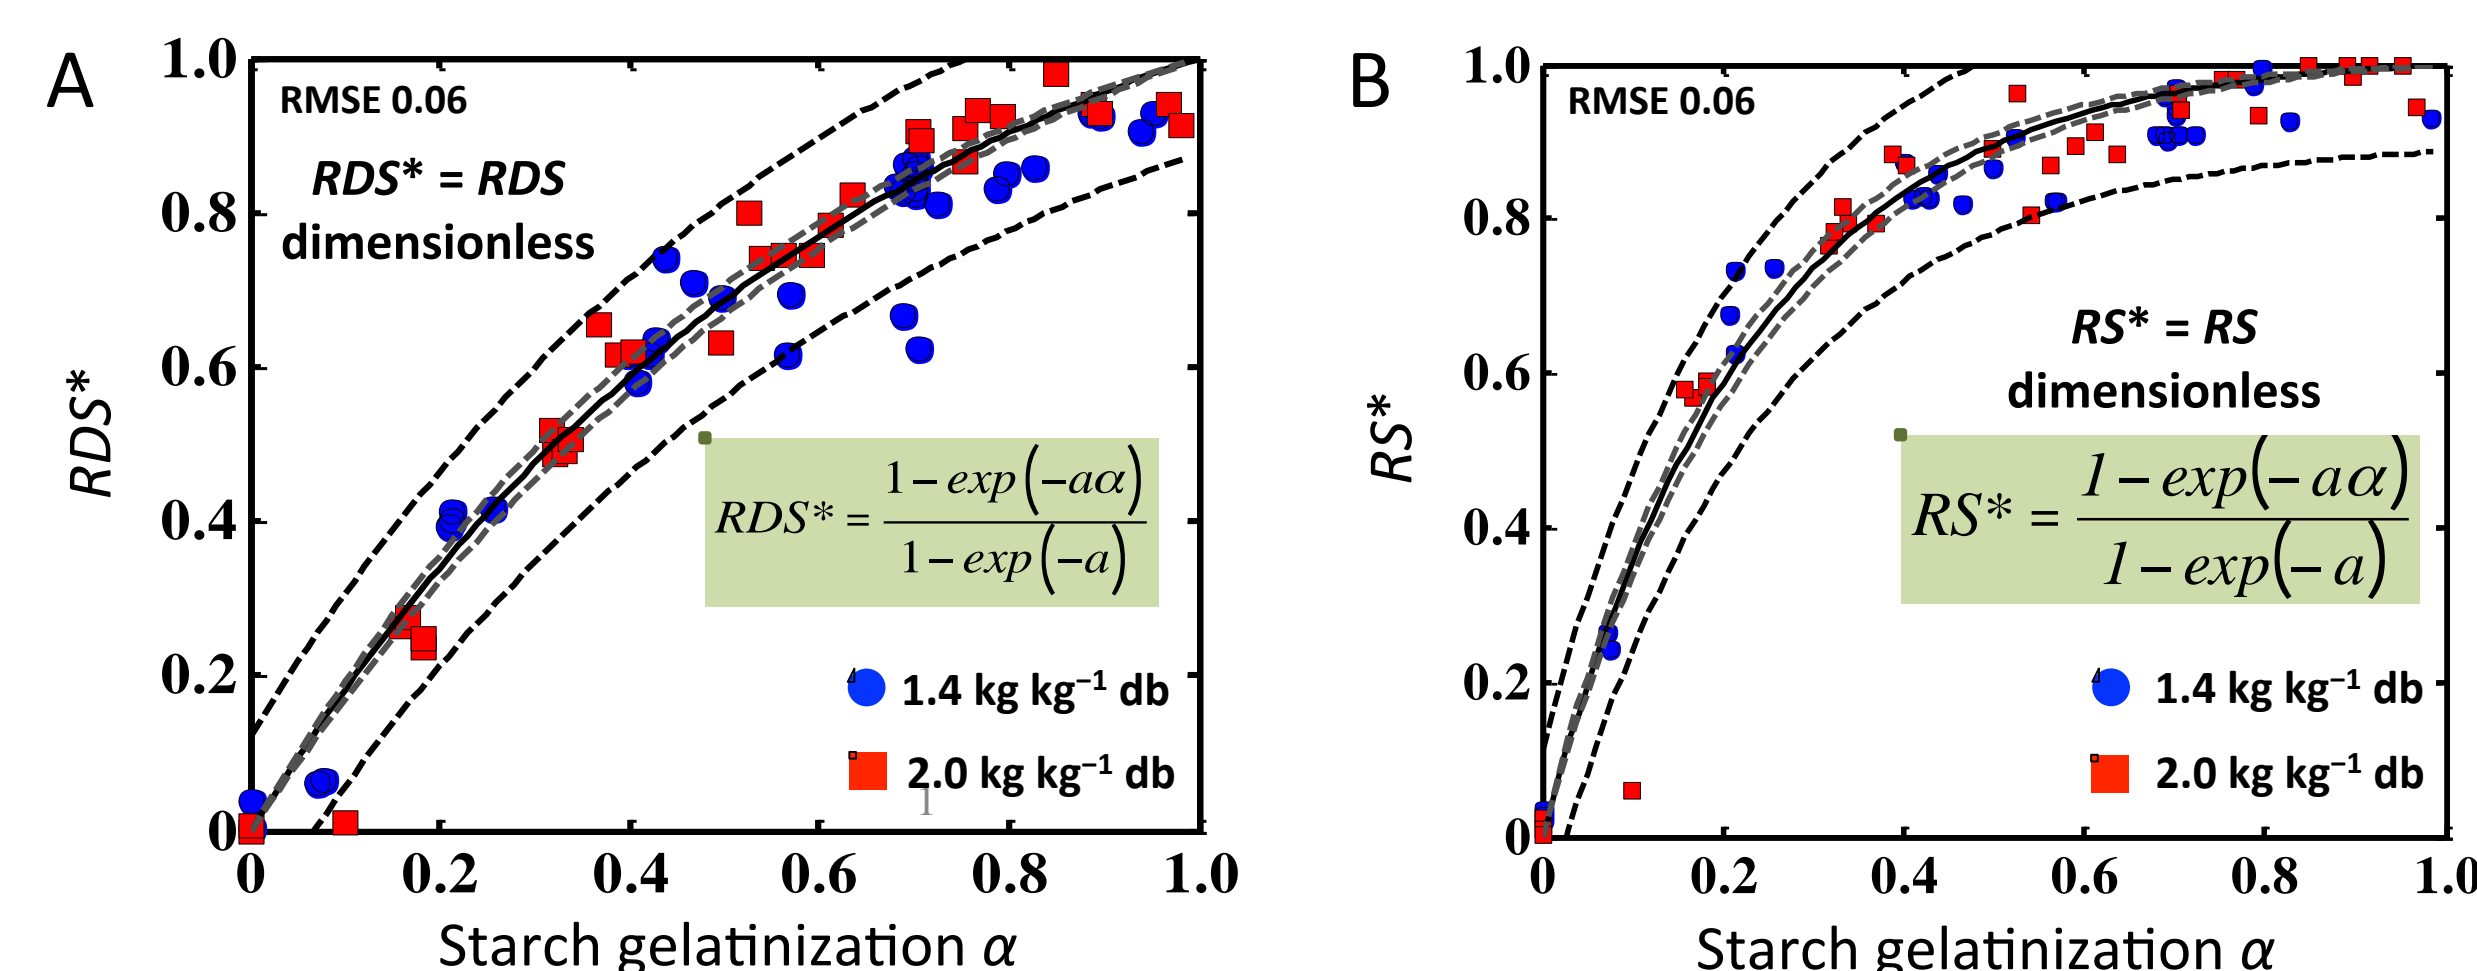 A
RMSE 0.06
RDS* = RDS
dimensionless
RDS* = 1 − exp(−aα) / 1 − exp(−a)
1.4 kg kg⁻¹ db
2.0 kg kg⁻¹ db
1
1.0
0.8
0.6
0.4
0.2
0
RDS*
0 0.2 0.4 0.6 0.8 1.0
Starch gelatinization α
B
RMSE 0.06
RS* = RS
dimensionless
RS* = 1 − exp(− aα) / 1 − exp(− a)
1.4 kg kg⁻¹ db
2.0 kg kg⁻¹ db
1.0
0.8
0.6
0.4
0.2
0
RS*
0 0.2 0.4 0.6 0.8 1.0
Starch gelatinization α